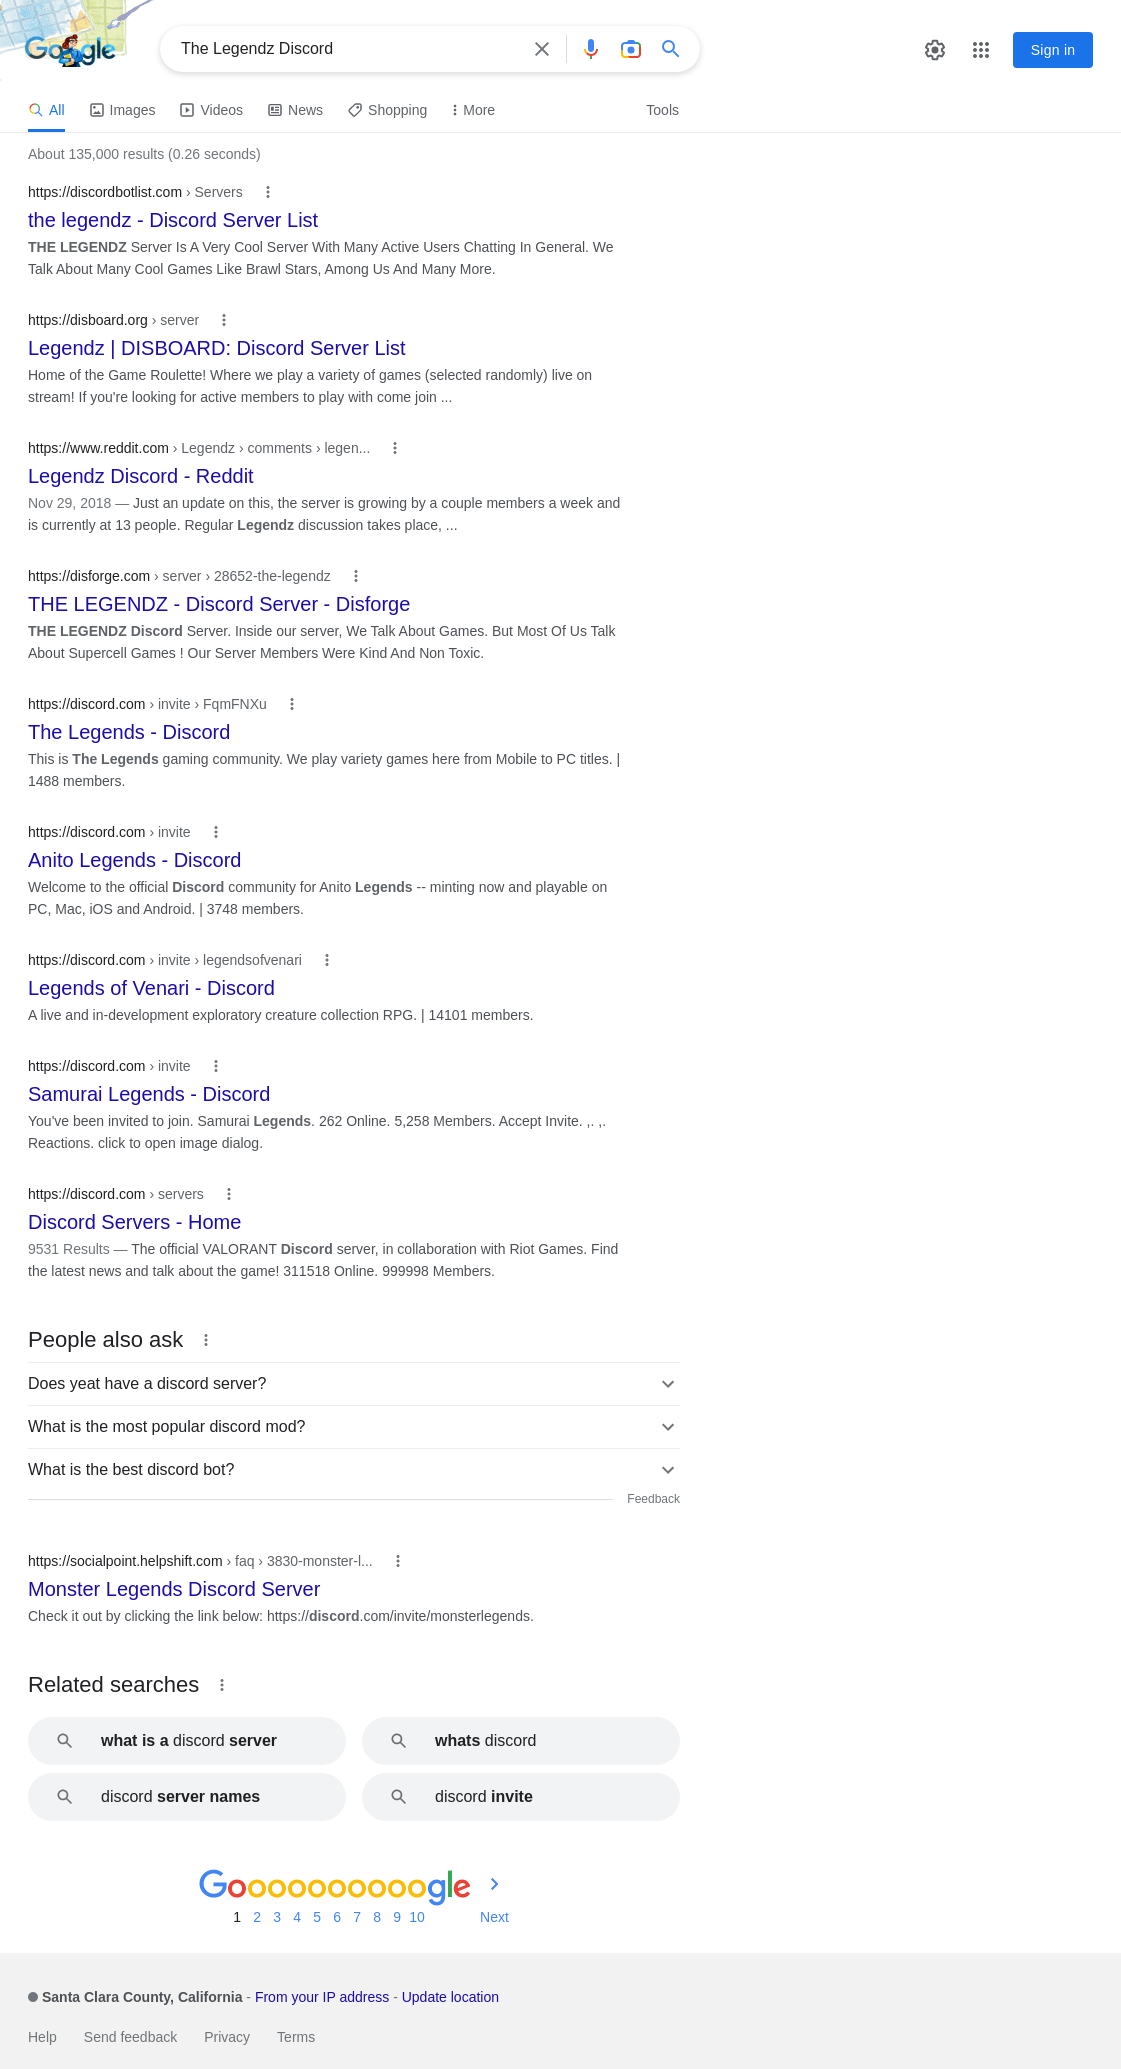 Google
The Legendz Discord
Sign in
All Images Videos News Shopping More Tools
About 135,000 results (0.26 seconds)
https://discordbotlist.com › Servers
the legendz - Discord Server List
THE LEGENDZ Server Is A Very Cool Server With Many Active Users Chatting In General. We
Talk About Many Cool Games Like Brawl Stars, Among Us And Many More.
https://disboard.org › server
Legendz | DISBOARD: Discord Server List
Home of the Game Roulette! Where we play a variety of games (selected randomly) live on
stream! If you're looking for active members to play with come join ...
https://www.reddit.com › Legendz › comments › legen...
Legendz Discord - Reddit
Nov 29, 2018 — Just an update on this, the server is growing by a couple members a week and
is currently at 13 people. Regular Legendz discussion takes place, ...
https://disforge.com › server › 28652-the-legendz
THE LEGENDZ - Discord Server - Disforge
THE LEGENDZ Discord Server. Inside our server, We Talk About Games. But Most Of Us Talk
About Supercell Games ! Our Server Members Were Kind And Non Toxic.
https://discord.com › invite › FqmFNXu
The Legends - Discord
This is The Legends gaming community. We play variety games here from Mobile to PC titles. |
1488 members.
https://discord.com › invite
Anito Legends - Discord
Welcome to the official Discord community for Anito Legends -- minting now and playable on
PC, Mac, iOS and Android. | 3748 members.
https://discord.com › invite › legendsofvenari
Legends of Venari - Discord
A live and in-development exploratory creature collection RPG. | 14101 members.
https://discord.com › invite
Samurai Legends - Discord
You've been invited to join. Samurai Legends. 262 Online. 5,258 Members. Accept Invite. ,. ,.
Reactions. click to open image dialog.
https://discord.com › servers
Discord Servers - Home
9531 Results — The official VALORANT Discord server, in collaboration with Riot Games. Find
the latest news and talk about the game! 311518 Online. 999998 Members.
People also ask
Does yeat have a discord server?
What is the most popular discord mod?
What is the best discord bot?
Feedback
https://socialpoint.helpshift.com › faq › 3830-monster-l...
Monster Legends Discord Server
Check it out by clicking the link below: https://discord.com/invite/monsterlegends.
Related searches
what is a discord server
whats discord
discord server names
discord invite
Goooooooooogle
1 2 3 4 5 6 7 8 9 10 Next
Santa Clara County, California - From your IP address - Update location
Help Send feedback Privacy Terms